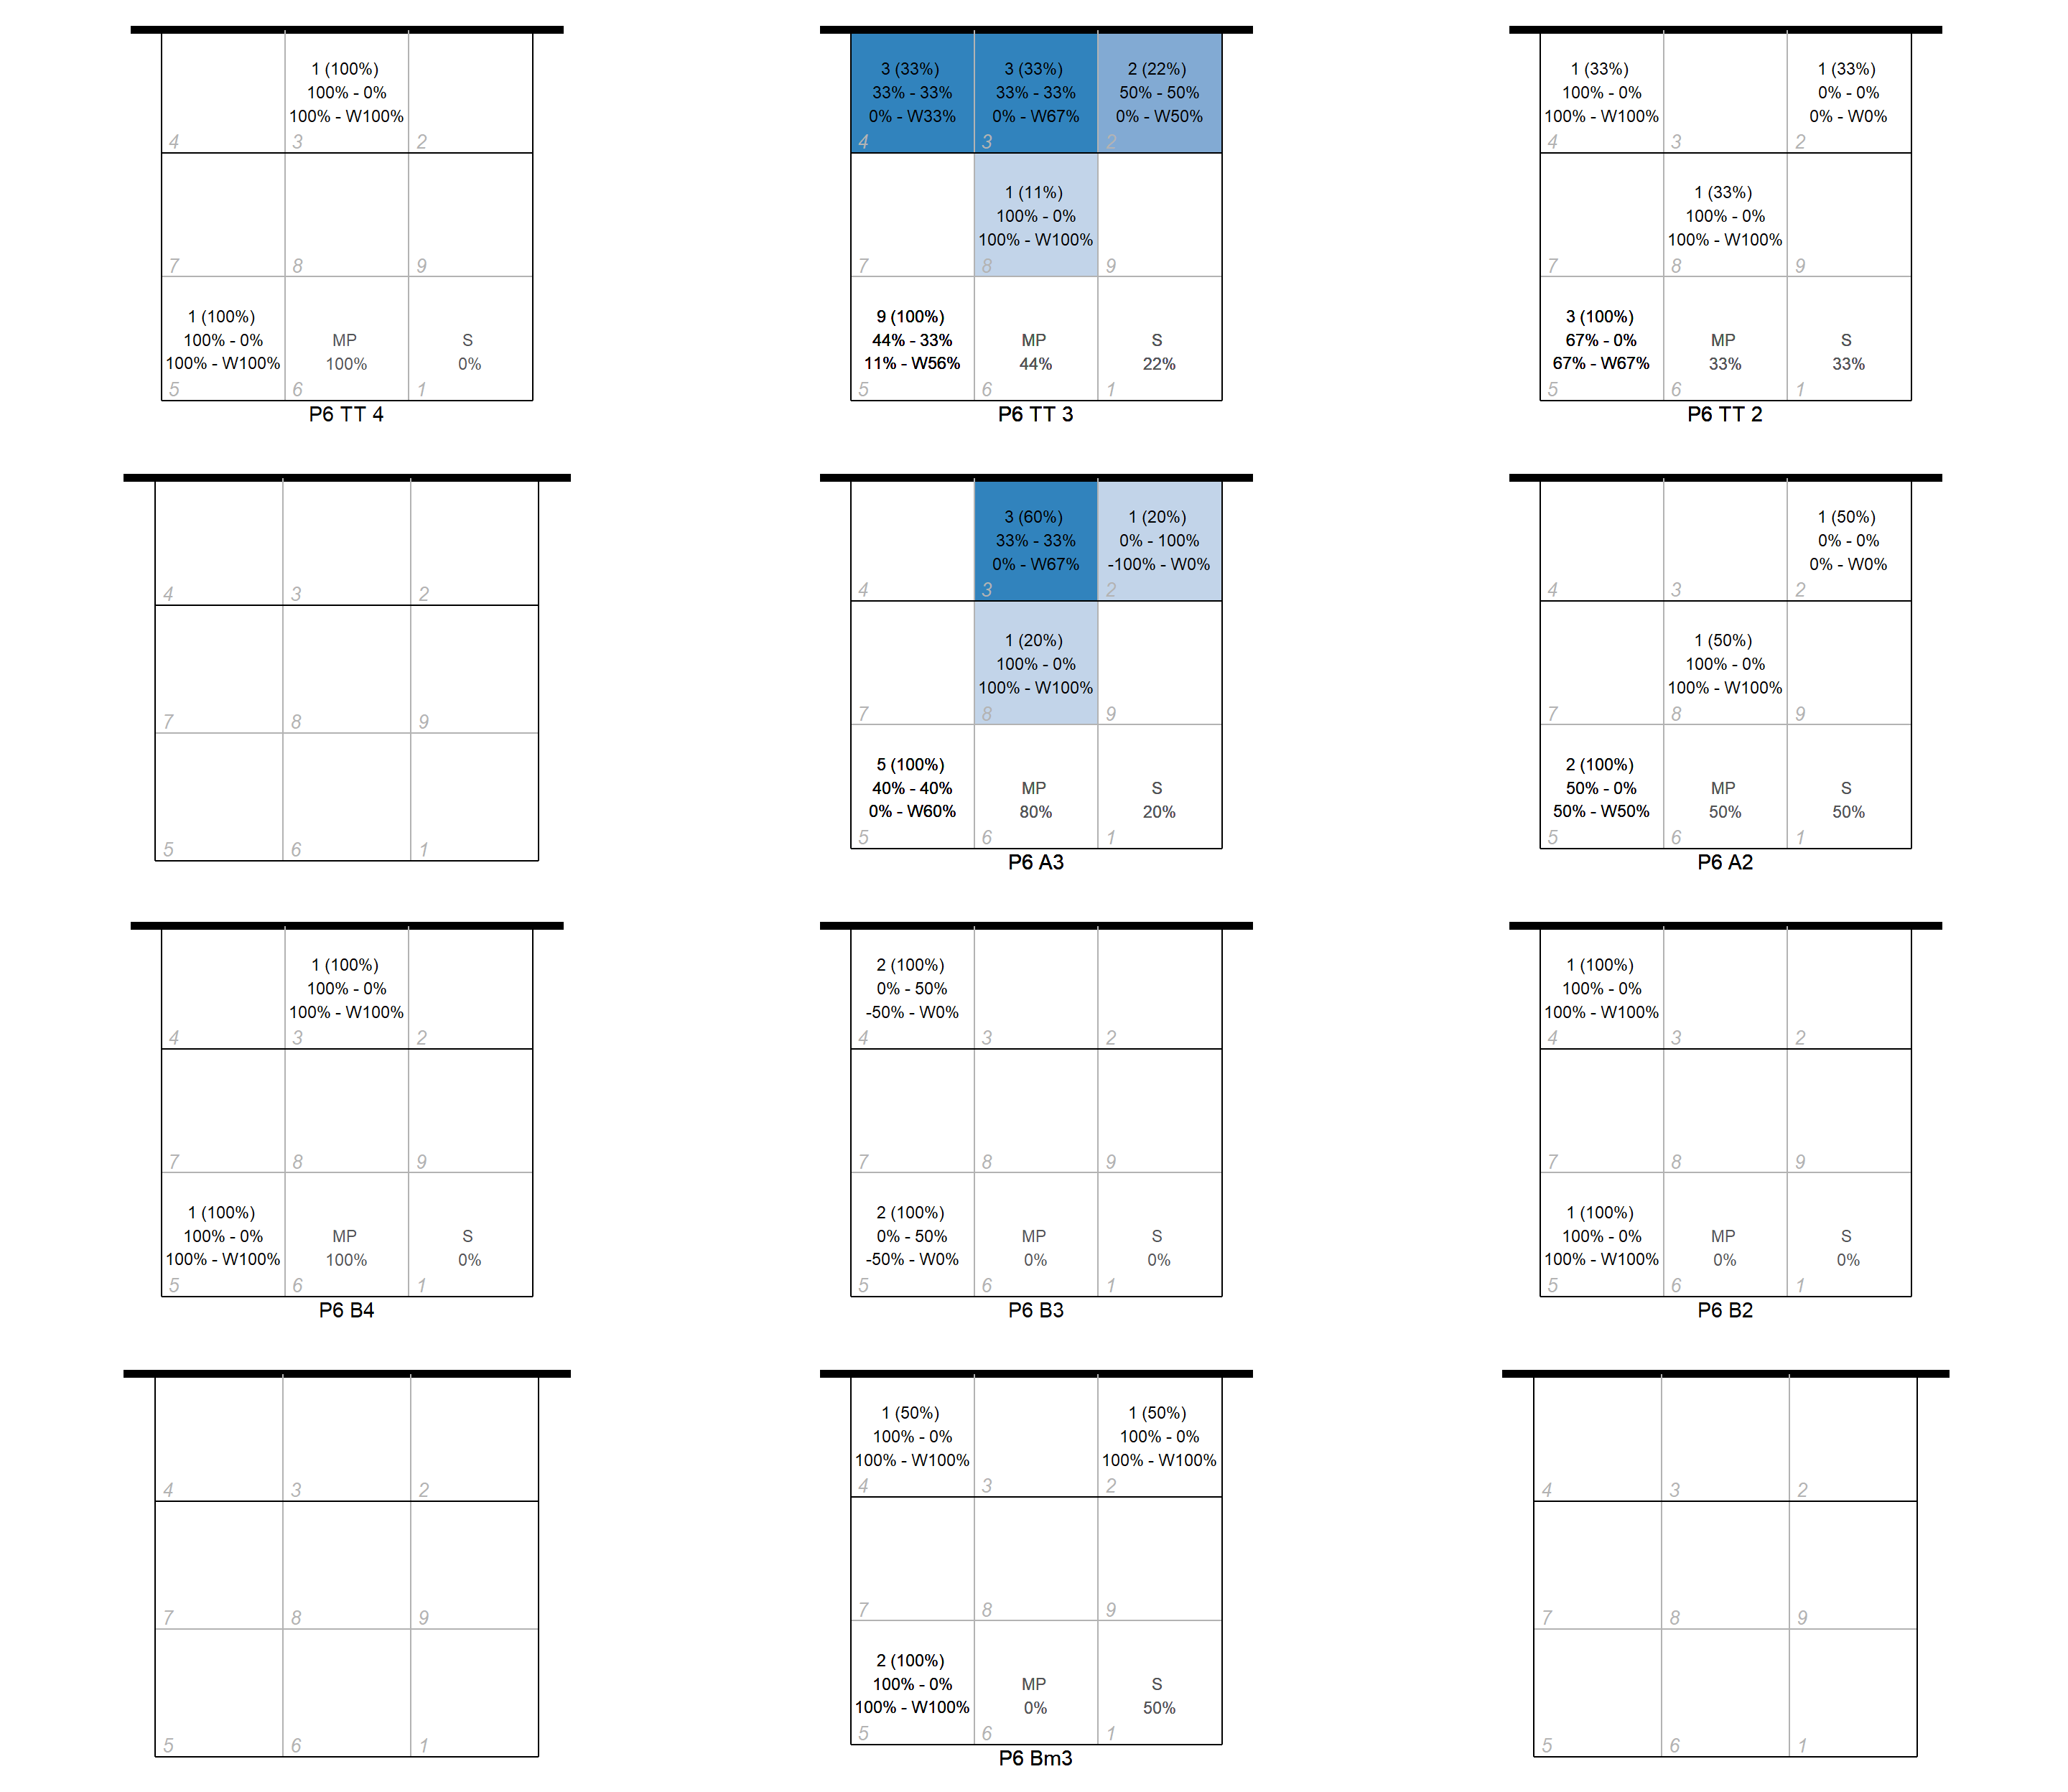 1 (100%)
100% - 0%
100% - W100%
4 3 2
7 8 9
1 (100%)
100% - 0%
100% - W100%
MP
100%
S
0%
5 6 1
P6 TT 4
3 (33%)
33% - 33%
0% - W33%
3 (33%)
33% - 33%
0% - W67%
2 (22%)
50% - 50%
0% - W50%
4 3 2
1 (11%)
100% - 0%
100% - W100%
7 8 9
9 (100%)
44% - 33%
11% - W56%
MP
44%
S
22%
5 6 1
P6 TT 3
1 (33%)
100% - 0%
100% - W100%
1 (33%)
0% - 0%
0% - W0%
4 3 2
1 (33%)
100% - 0%
100% - W100%
7 8 9
3 (100%)
67% - 0%
67% - W67%
MP
33%
S
33%
5 6 1
P6 TT 2
4 3 2
7 8 9
5 6 1
3 (60%)
33% - 33%
0% - W67%
1 (20%)
0% - 100%
-100% - W0%
4 3 2
1 (20%)
100% - 0%
100% - W100%
7 8 9
5 (100%)
40% - 40%
0% - W60%
MP
80%
S
20%
5 6 1
P6 A3
1 (50%)
0% - 0%
0% - W0%
4 3 2
1 (50%)
100% - 0%
100% - W100%
7 8 9
2 (100%)
50% - 0%
50% - W50%
MP
50%
S
50%
5 6 1
P6 A2
1 (100%)
100% - 0%
100% - W100%
4 3 2
7 8 9
1 (100%)
100% - 0%
100% - W100%
MP
100%
S
0%
5 6 1
P6 B4
2 (100%)
0% - 50%
-50% - W0%
4 3 2
7 8 9
2 (100%)
0% - 50%
-50% - W0%
MP
0%
S
0%
5 6 1
P6 B3
1 (100%)
100% - 0%
100% - W100%
4 3 2
7 8 9
1 (100%)
100% - 0%
100% - W100%
MP
0%
S
0%
5 6 1
P6 B2
4 3 2
7 8 9
5 6 1
1 (50%)
100% - 0%
100% - W100%
1 (50%)
100% - 0%
100% - W100%
4 3 2
7 8 9
2 (100%)
100% - 0%
100% - W100%
MP
0%
S
50%
5 6 1
P6 Bm3
4 3 2
7 8 9
5 6 1